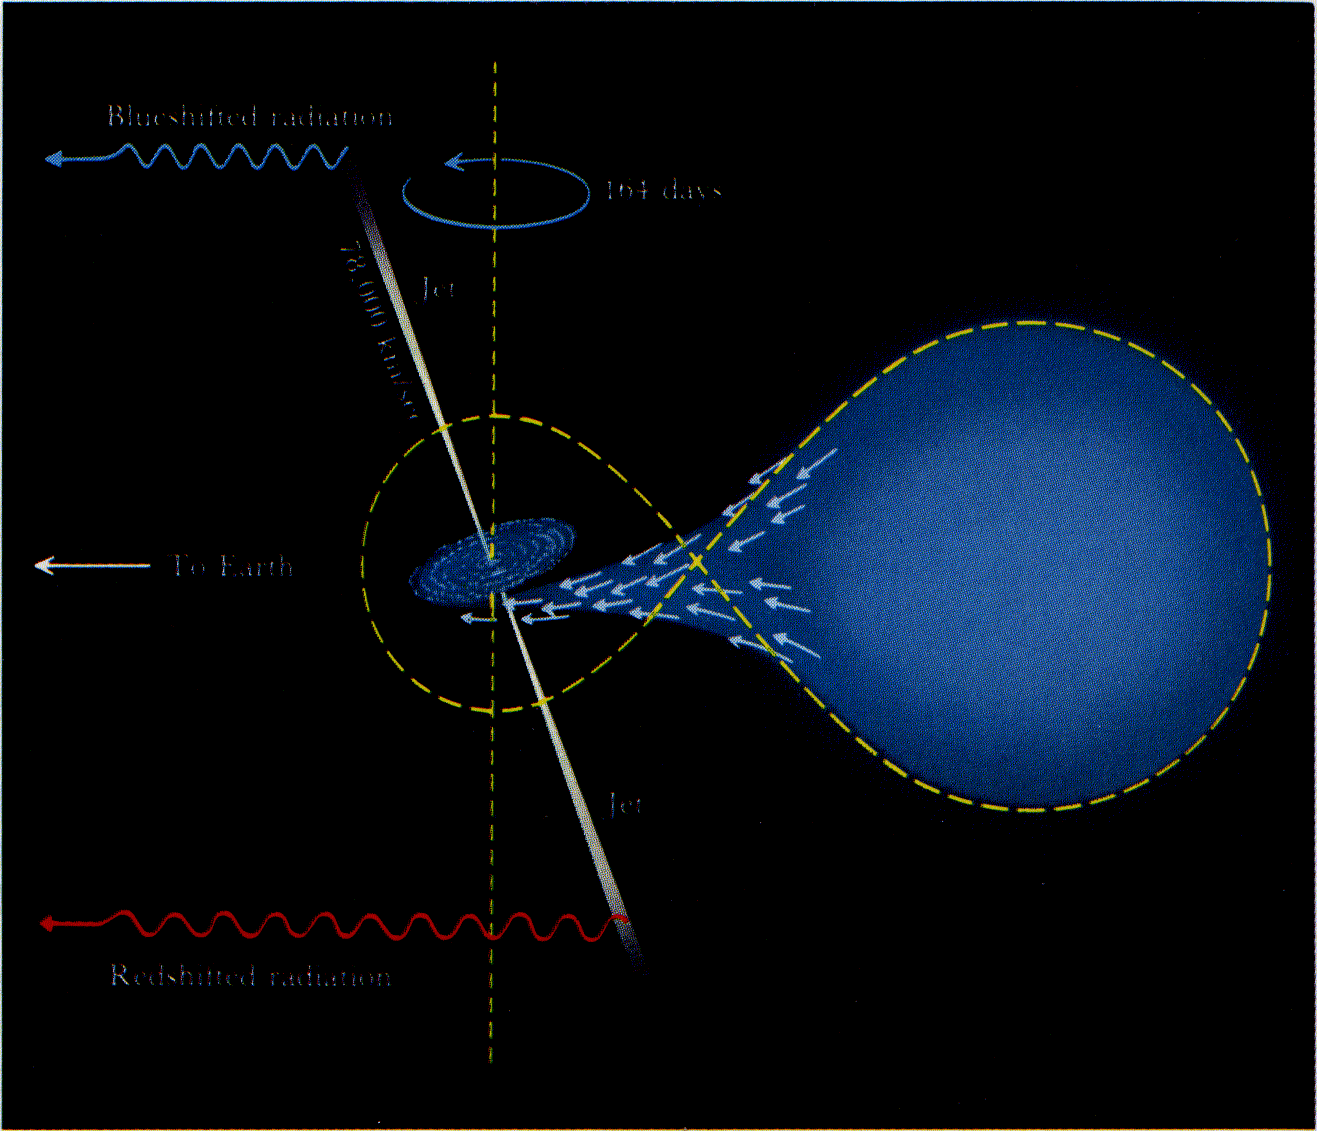 Blueshifted radiation
164 days
Jet
78,000 km/sec
To Earth
Jet
Redshifted radiation